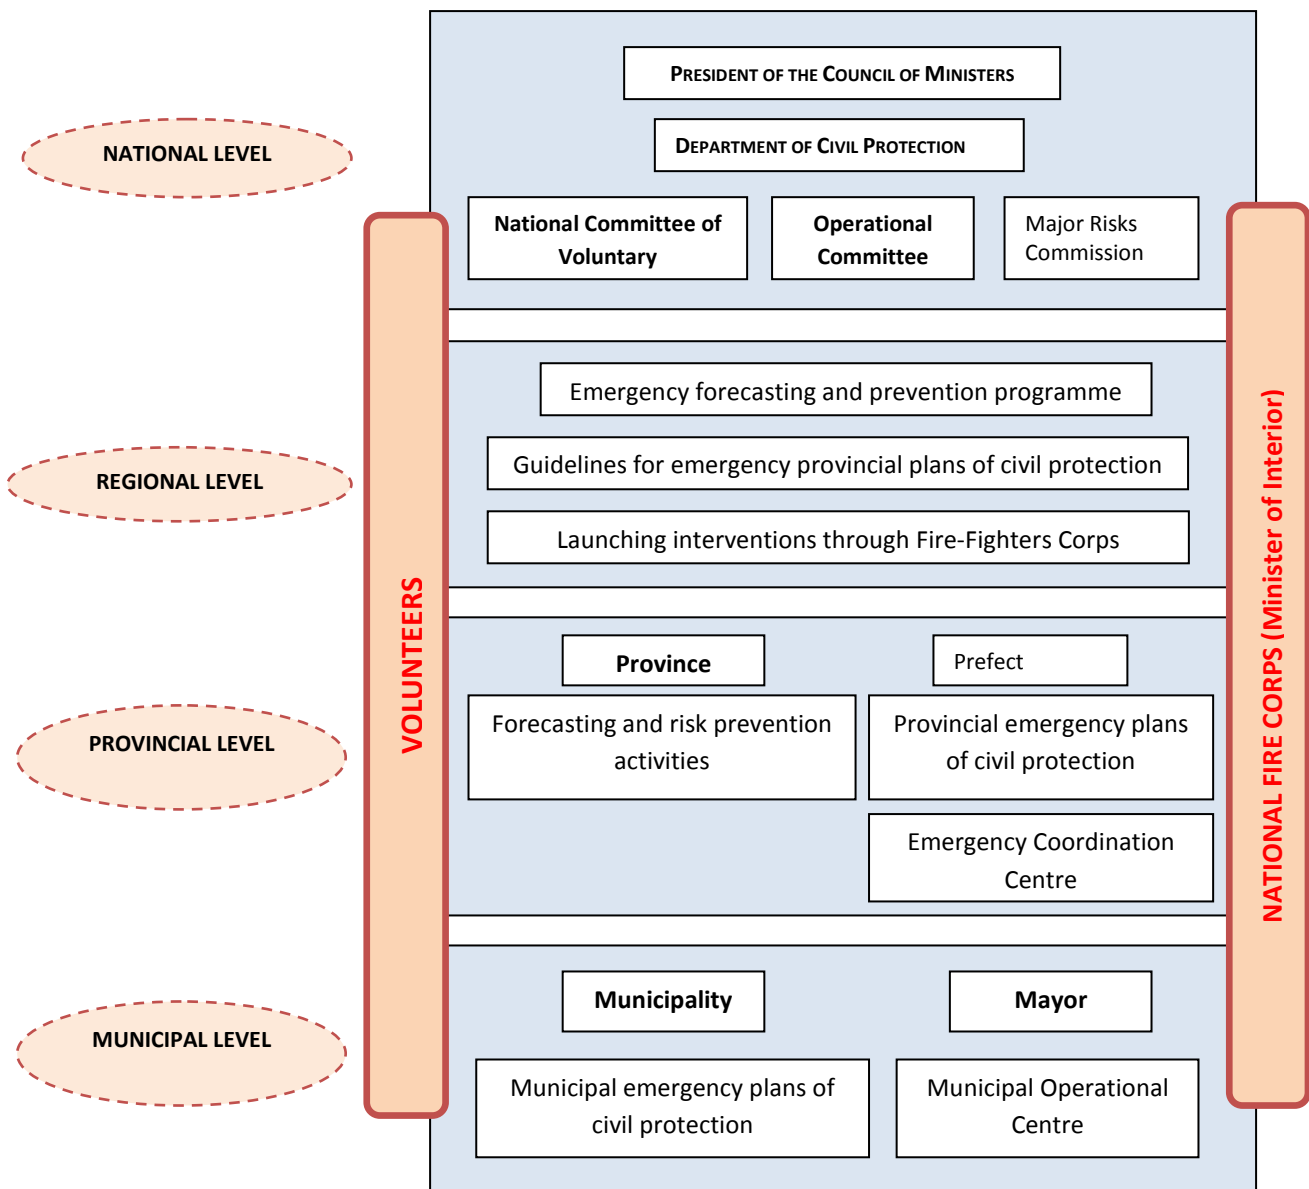 PRESIDENT OF THE COUNCIL OF MINISTERS
NATIONAL LEVEL
DEPARTMENT OF CIVIL PROTECTION
National Committee of
Voluntary
Operational
Committee
Major Risks
Commission
REGIONAL LEVEL
Emergency forecasting and prevention programme
Guidelines for emergency provincial plans of civil protection
Launching interventions through Fire-Fighters Corps
VOLUNTEERS
NATIONAL FIRE CORPS (Minister of Interior)
PROVINCIAL LEVEL
Province
Prefect
Forecasting and risk prevention
activities
Provincial emergency plans
of civil protection
Emergency Coordination
Centre
MUNICIPAL LEVEL
Municipality
Mayor
Municipal emergency plans of
civil protection
Municipal Operational
Centre